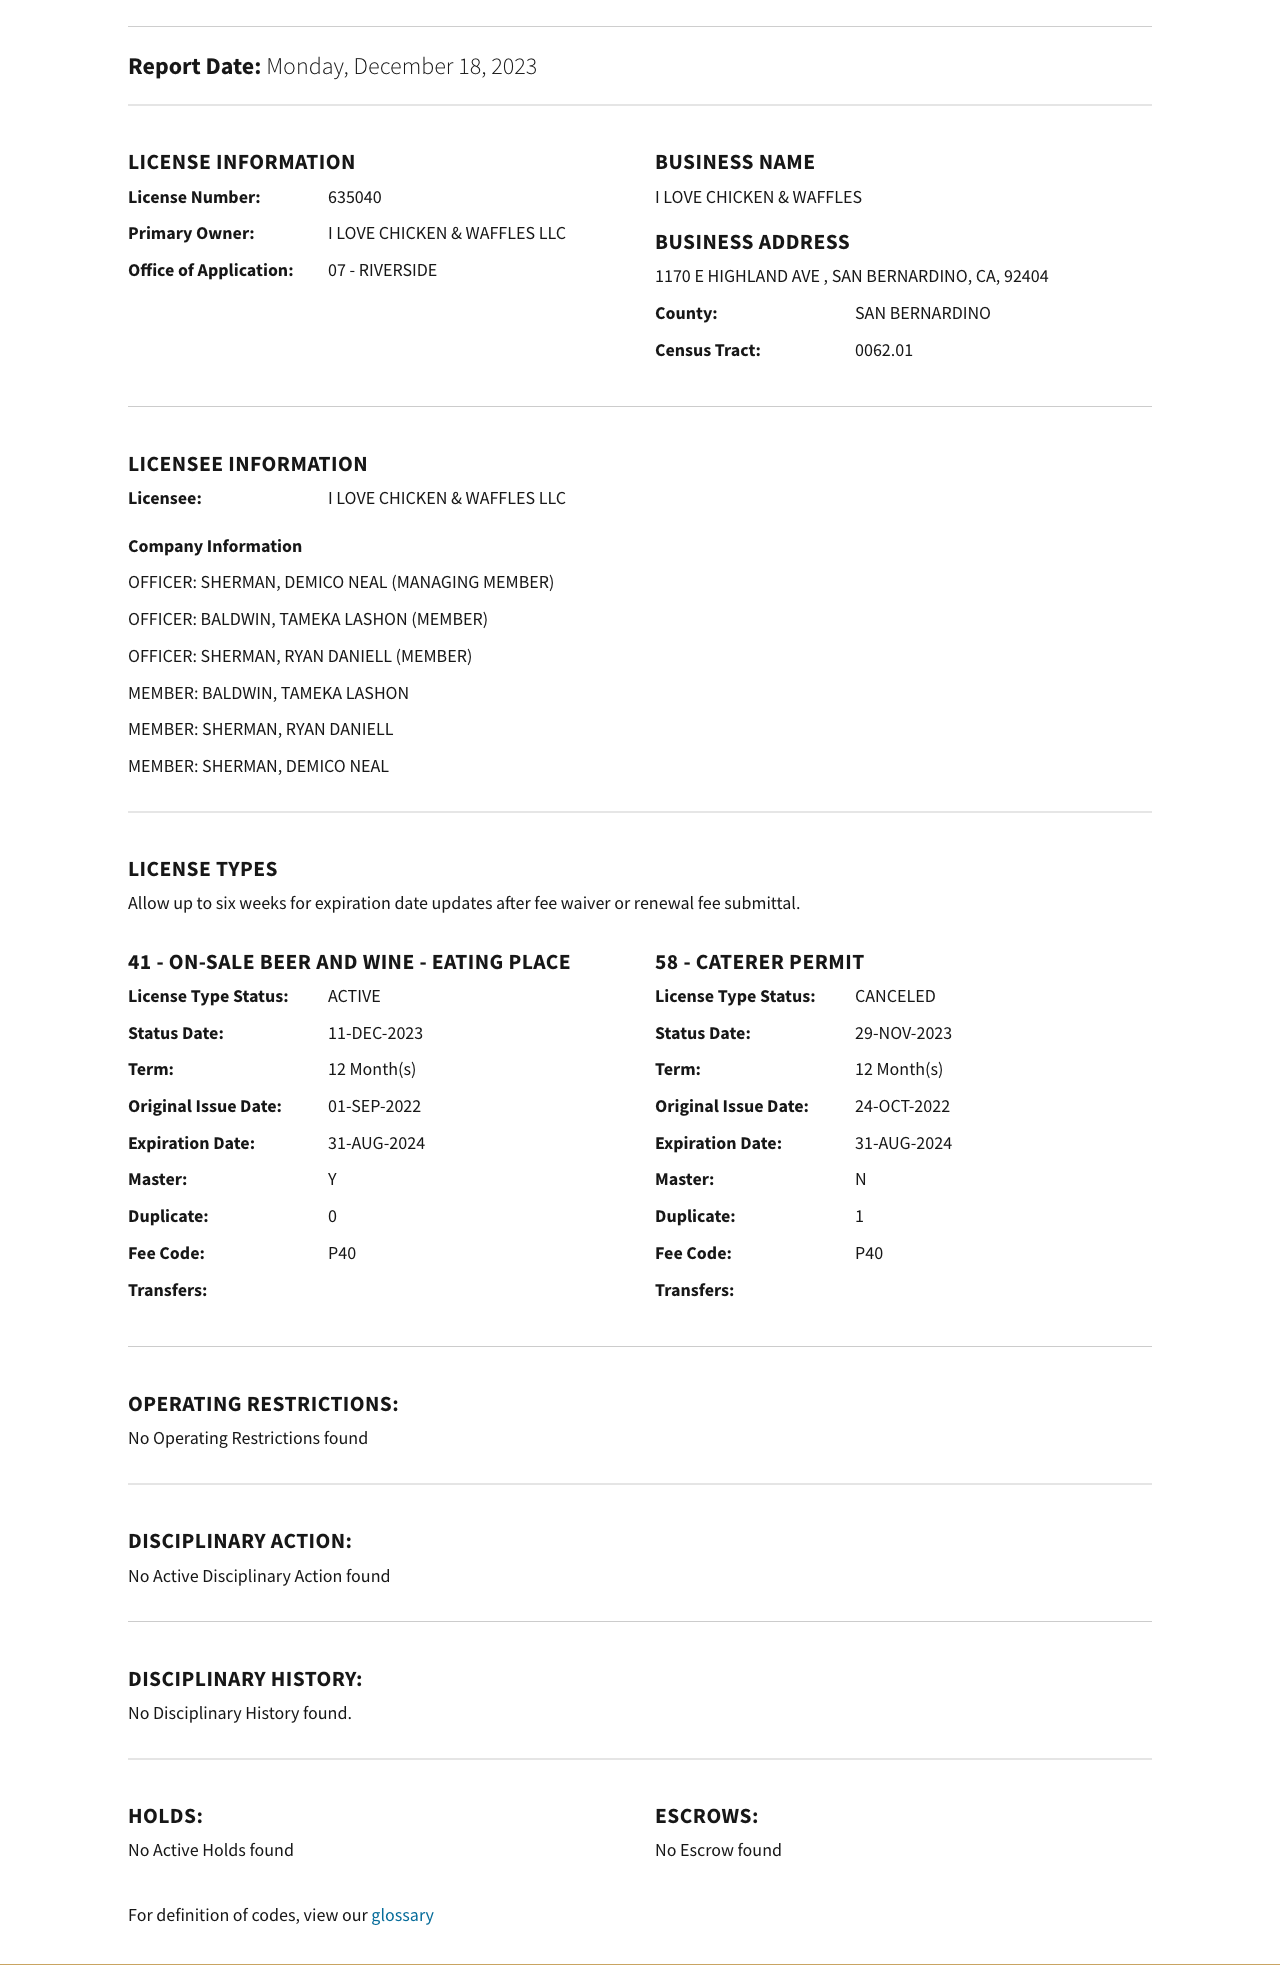 Report Date: Monday, December 18, 2023
LICENSE INFORMATION
License Number: 635040
Primary Owner: I LOVE CHICKEN & WAFFLES LLC
Office of Application: 07 - RIVERSIDE
BUSINESS NAME
I LOVE CHICKEN & WAFFLES
BUSINESS ADDRESS
1170 E HIGHLAND AVE , SAN BERNARDINO, CA, 92404
County: SAN BERNARDINO
Census Tract: 0062.01
LICENSEE INFORMATION
Licensee: I LOVE CHICKEN & WAFFLES LLC
Company Information
OFFICER: SHERMAN, DEMICO NEAL (MANAGING MEMBER)
OFFICER: BALDWIN, TAMEKA LASHON (MEMBER)
OFFICER: SHERMAN, RYAN DANIELL (MEMBER)
MEMBER: BALDWIN, TAMEKA LASHON
MEMBER: SHERMAN, RYAN DANIELL
MEMBER: SHERMAN, DEMICO NEAL
LICENSE TYPES
Allow up to six weeks for expiration date updates after fee waiver or renewal fee submittal.
41 - ON-SALE BEER AND WINE - EATING PLACE
License Type Status: ACTIVE
Status Date: 11-DEC-2023
Term: 12 Month(s)
Original Issue Date: 01-SEP-2022
Expiration Date: 31-AUG-2024
Master: Y
Duplicate: 0
Fee Code: P40
Transfers:
58 - CATERER PERMIT
License Type Status: CANCELED
Status Date: 29-NOV-2023
Term: 12 Month(s)
Original Issue Date: 24-OCT-2022
Expiration Date: 31-AUG-2024
Master: N
Duplicate: 1
Fee Code: P40
Transfers:
OPERATING RESTRICTIONS:
No Operating Restrictions found
DISCIPLINARY ACTION:
No Active Disciplinary Action found
DISCIPLINARY HISTORY:
No Disciplinary History found.
HOLDS:
No Active Holds found
ESCROWS:
No Escrow found
For definition of codes, view our glossary